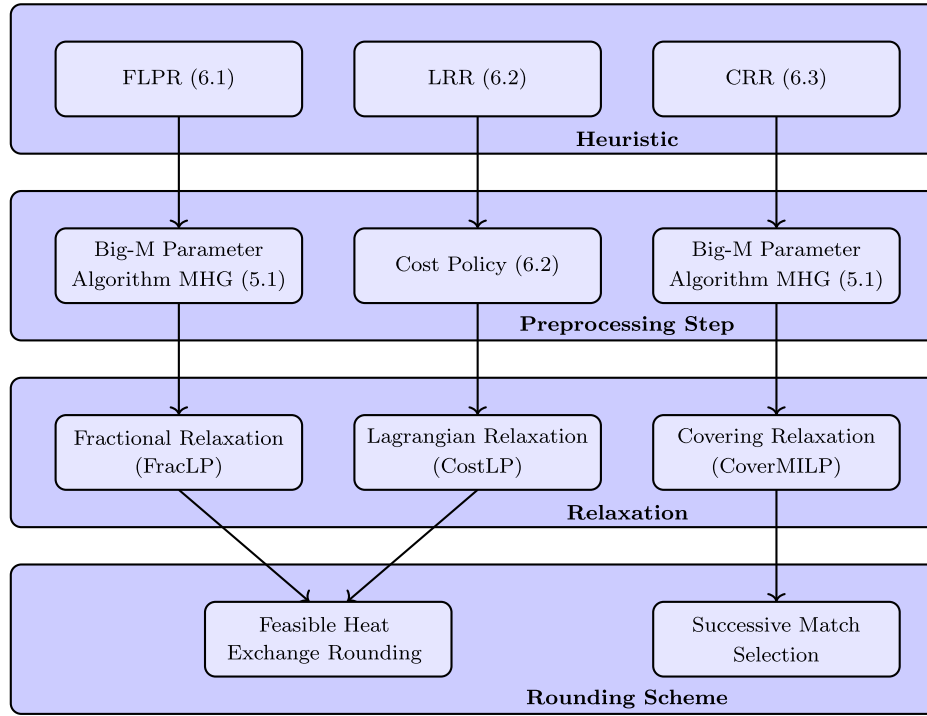 FLPR (6.1)
LRR (6.2)
CRR (6.3)
Heuristic
Big-M Parameter
Algorithm MHG (5.1)
Cost Policy (6.2)
Big-M Parameter
Algorithm MHG (5.1)
Preprocessing Step
Fractional Relaxation
(FracLP)
Lagrangian Relaxation
(CostLP)
Covering Relaxation
(CoverMILP)
Relaxation
Feasible Heat
Exchange Rounding
Successive Match
Selection
Rounding Scheme